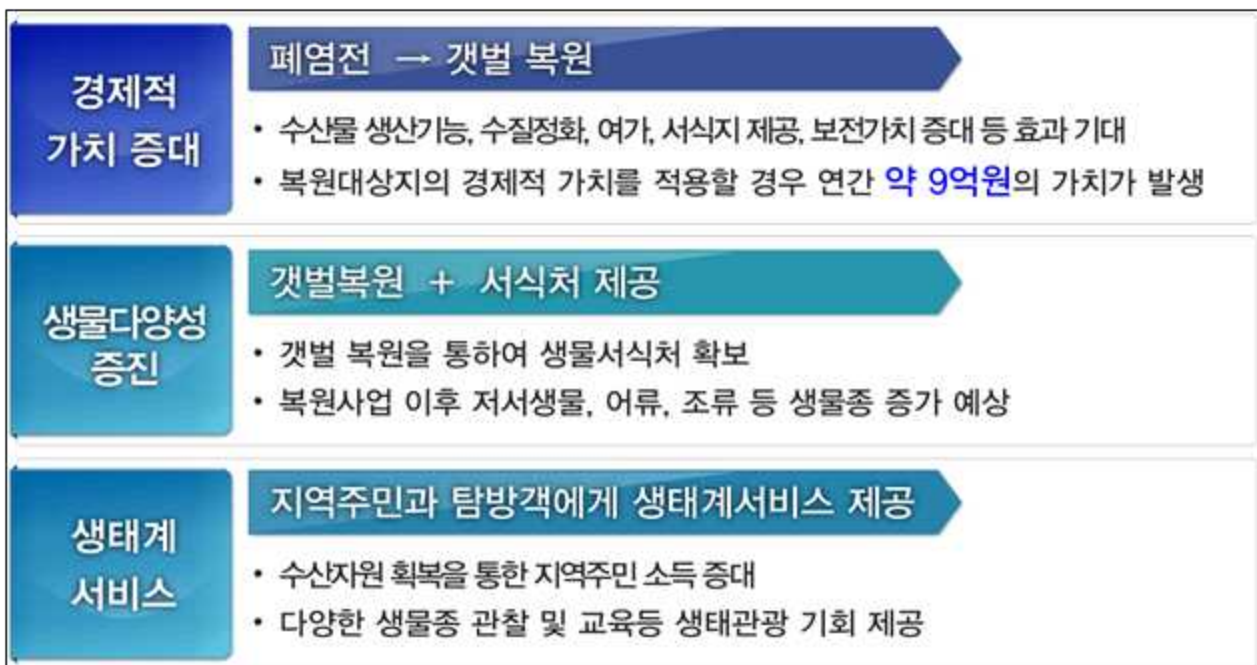 경제적
가치 증대
폐염전 → 갯벌 복원
• 수산물 생산기능, 수질정화, 여가, 서식지 제공, 보전가치 증대 등 효과 기대
• 복원대상지의 경제적 가치를 적용할 경우 연간 약 9억원의 가치가 발생
생물다양성
증진
갯벌복원 + 서식처 제공
• 갯벌 복원을 통하여 생물서식처 확보
• 복원사업 이후 저서생물, 어류, 조류 등 생물종 증가 예상
생태계
서비스
지역주민과 탐방객에게 생태계서비스 제공
• 수산자원 획복을 통한 지역주민 소득 증대
• 다양한 생물종 관찰 및 교육등 생태관광 기회 제공